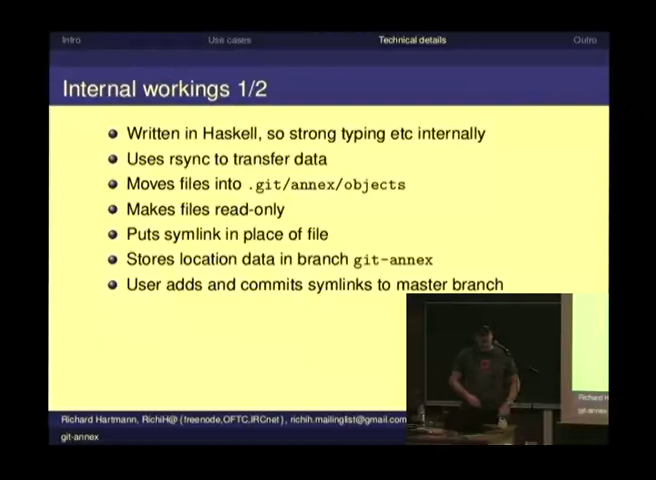 Intro Use cases Technical details Outro
Internal workings 1/2
Written in Haskell, so strong typing etc internally
Uses rsync to transfer data
Moves files into .git/annex/objects
Makes files read-only
Puts symlink in place of file
Stores location data in branch git-annex
User adds and commits symlinks to master branch
Richard Hartmann, RichiH@{freenode,OFTC,IRCnet}, richih.mailinglist@gmail.com
git-annex
Richard H
git-annex